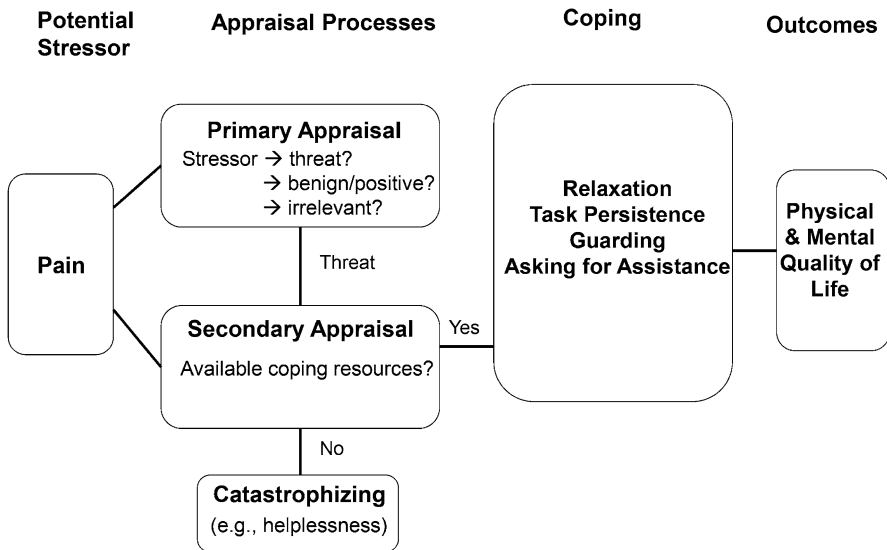 Potential
Stressor
Appraisal Processes
Coping
Outcomes
Pain
Primary Appraisal
Stressor → threat?
→ benign/positive?
→ irrelevant?
Threat
Secondary Appraisal
Available coping resources?
Yes
No
Catastrophizing
(e.g., helplessness)
Relaxation
Task Persistence
Guarding
Asking for Assistance
Physical
& Mental
Quality of
Life